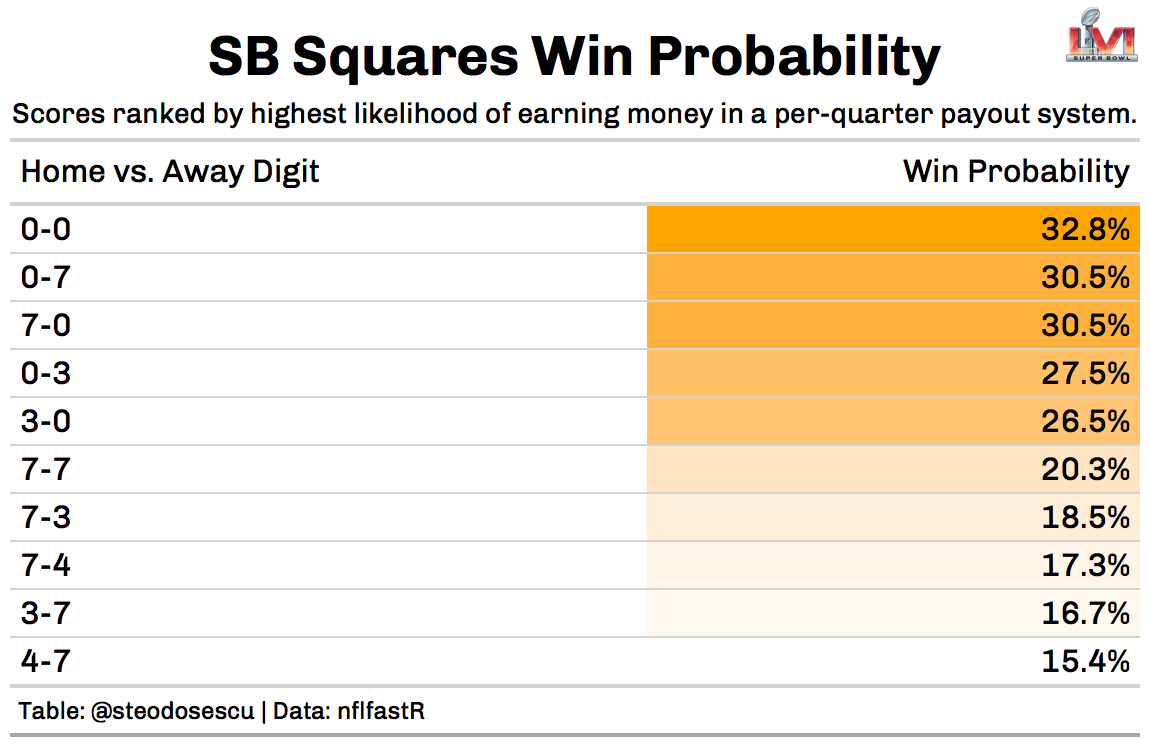 LVI
SUPER BOWL
SB Squares Win Probability
Scores ranked by highest likelihood of earning money in a per-quarter payout system.
Home vs. Away Digit Win Probability
0-0 32.8%
0-7 30.5%
7-0 30.5%
0-3 27.5%
3-0 26.5%
7-7 20.3%
7-3 18.5%
7-4 17.3%
3-7 16.7%
4-7 15.4%
Table: @steodosescu | Data: nflfastR